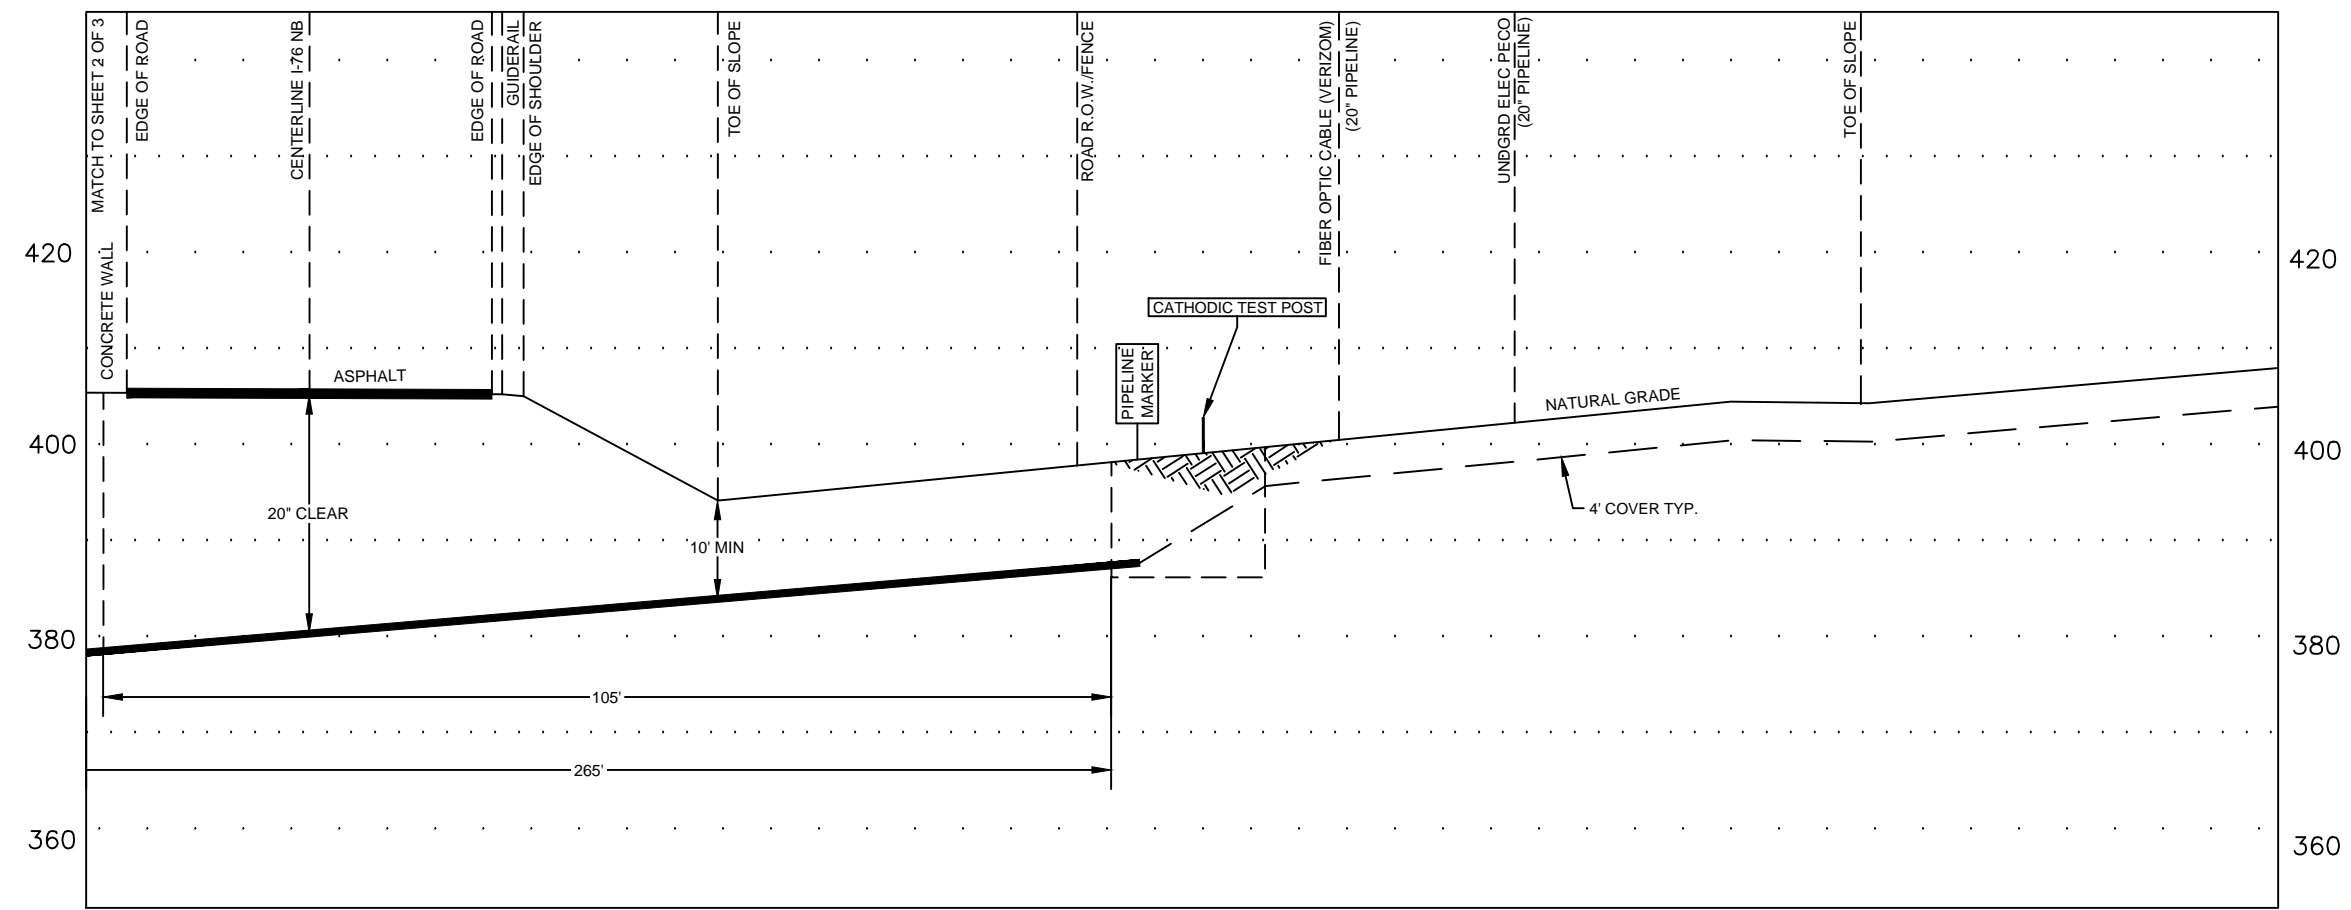 MATCH TO SHEET 2 OF 3
EDGE OF ROAD
CENTERLINE I-76 NB
EDGE OF ROAD
GUIDERAIL
EDGE OF SHOULDER
TOE OF SLOPE
ROAD R.O.W./FENCE
FIBER OPTIC CABLE (VERIZOM)
(20" PIPELINE)
UNDGRD ELEC PECO
(20" PIPELINE)
TOE OF SLOPE
CONCRETE WALL
420
420
CATHODIC TEST POST
PIPELINE
MARKER
ASPHALT
NATURAL GRADE
400
400
20" CLEAR
4' COVER TYP.
10' MIN
380
380
105'
265'
360
360